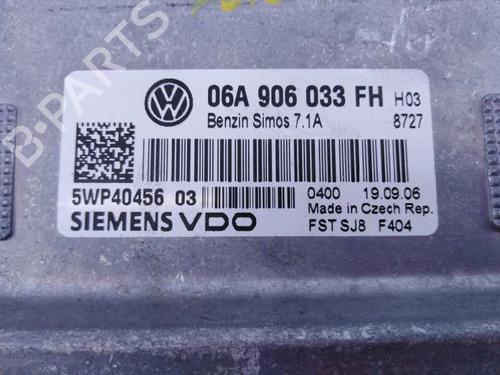 B-PARTS
06A 906 033 FH H03
Benzin Simos 7.1A 8727
5WP40456 03 0400 19.09.06
Made in Czech Rep.
SIEMENS VDO FST SJ8 F404